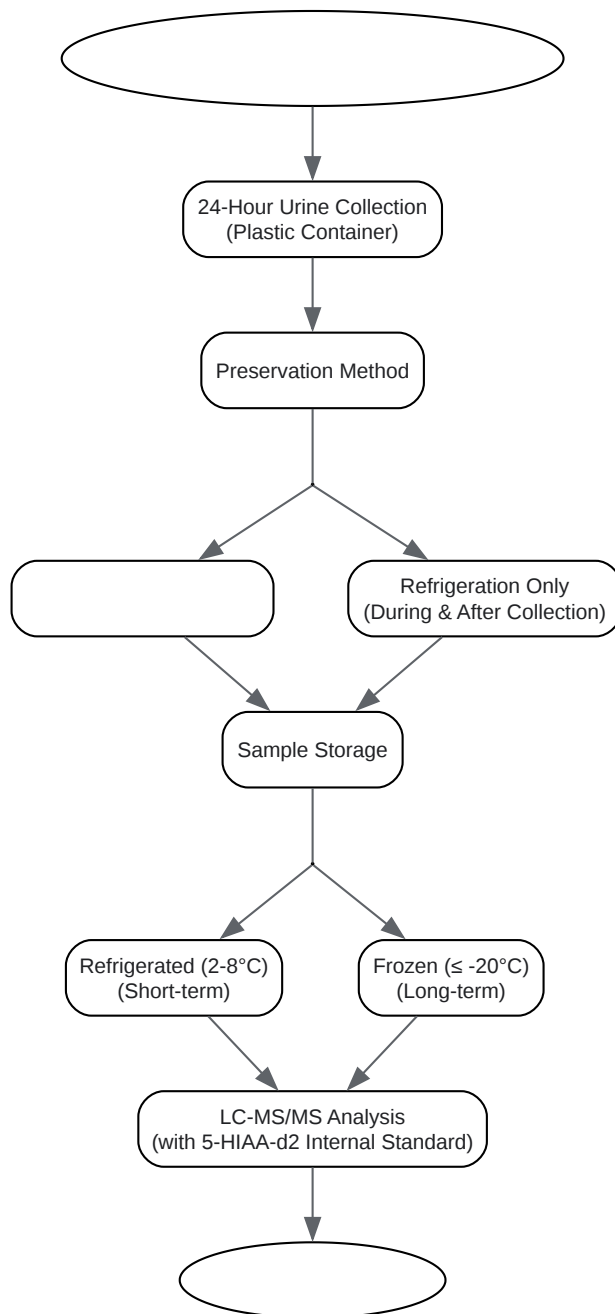 24-Hour Urine Collection
(Plastic Container)
Preservation Method
Refrigeration Only
(During & After Collection)
Sample Storage
Refrigerated (2-8°C)
(Short-term)
Frozen (≤ -20°C)
(Long-term)
LC-MS/MS Analysis
(with 5-HIAA-d2 Internal Standard)